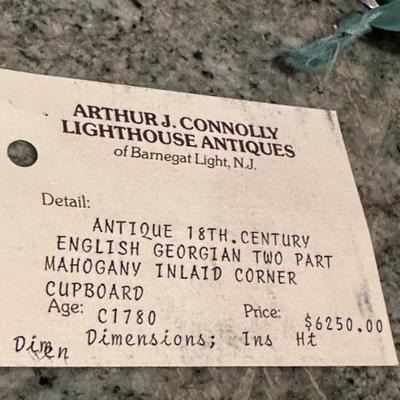 ARTHUR J. CONNOLLY
LIGHTHOUSE ANTIQUES
of Barnegat Light, N.J.
Detail:
ANTIQUE 18TH.CENTURY
ENGLISH GEORGIAN TWO PART
MAHOGANY INLAID CORNER
CUPBOARD
Age: C1780 Price: $6250.00
Dimensions; Ins Ht